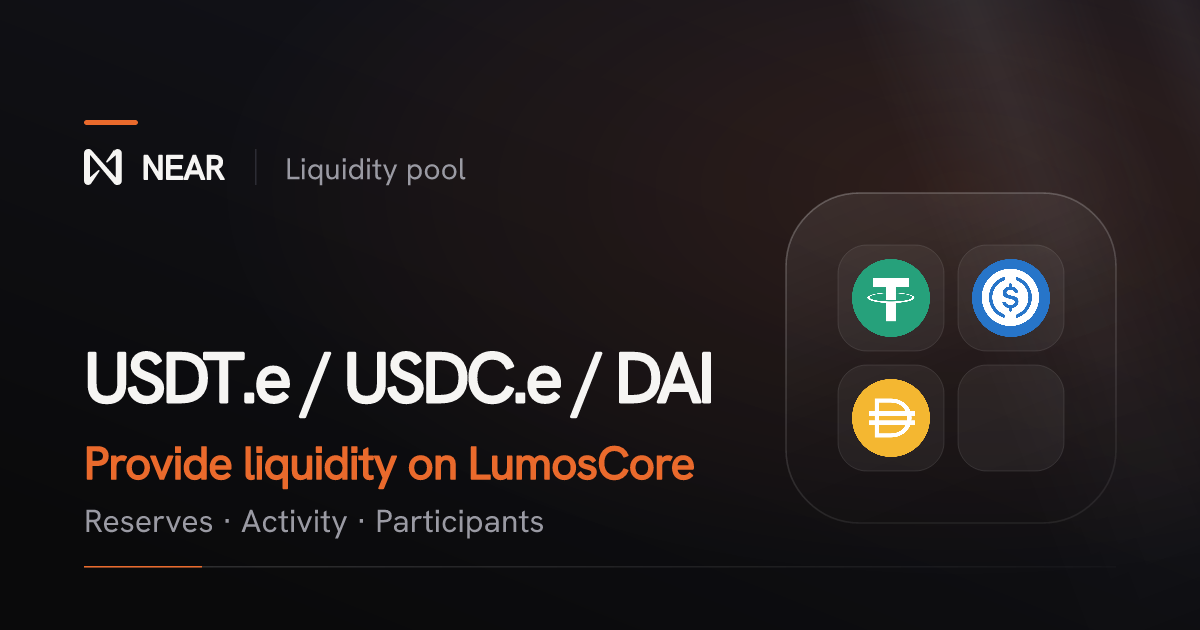 NEAR | Liquidity pool
USDT.e / USDC.e / DAI
Provide liquidity on LumosCore
Reserves · Activity · Participants